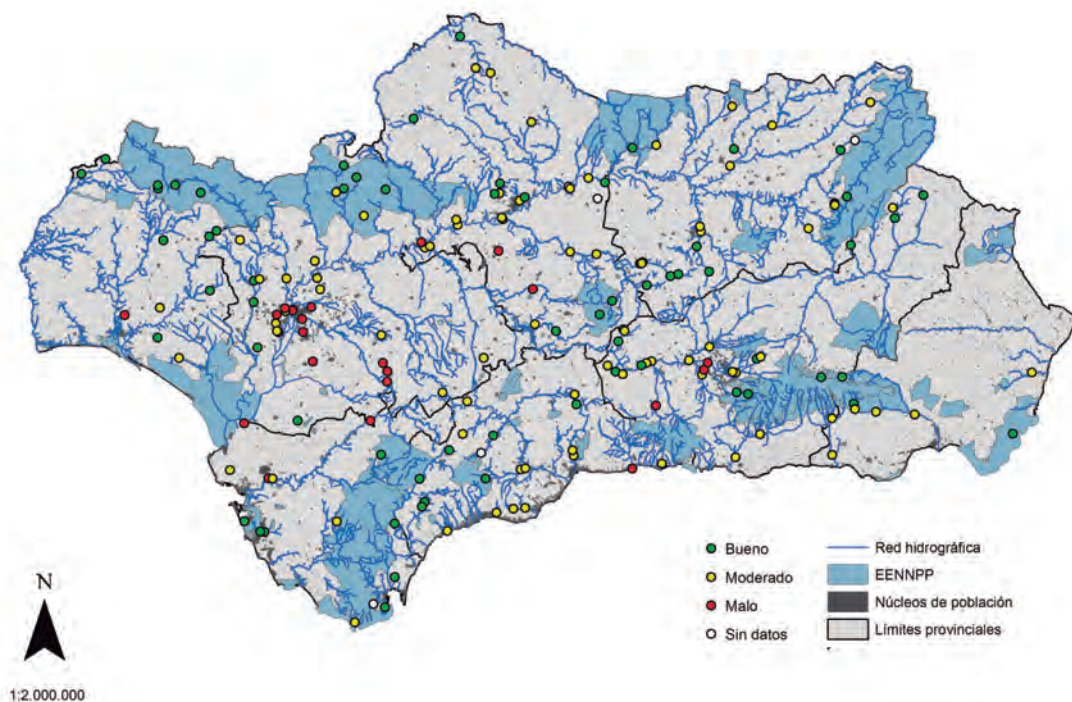 Bueno
Moderado
Malo
Sin datos
Red hidrográfica
EENNPP
Núcleos de población
Límites provinciales
N
1:2.000.000